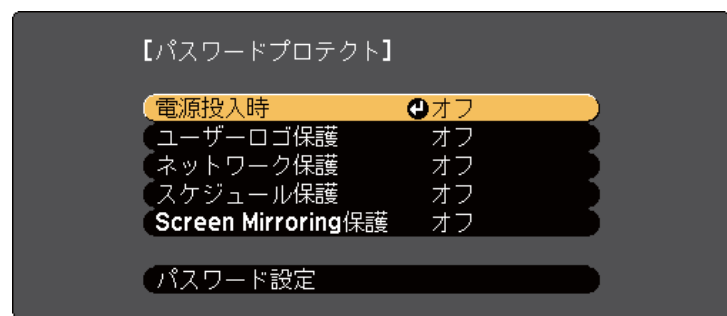 【パスワードプロテクト】
電源投入時 オフ
ユーザーロゴ保護 オフ
ネットワーク保護 オフ
スケジュール保護 オフ
Screen Mirroring保護 オフ
パスワード設定